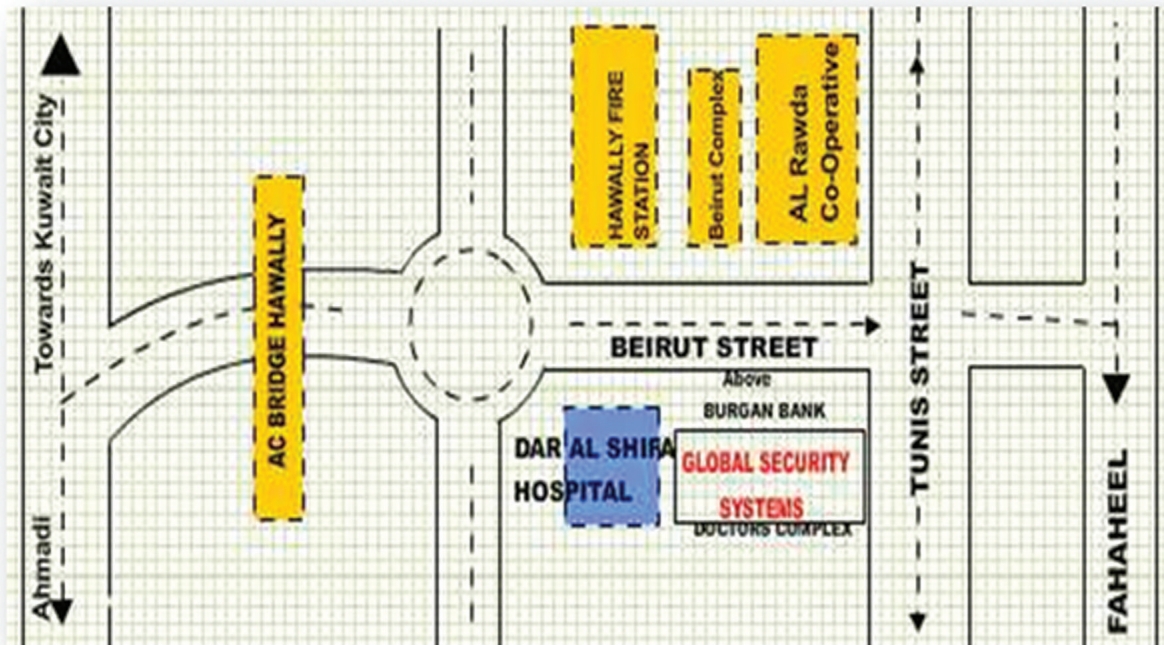 Towards Kuwait City
Ahmadi
AC BRIDGE HAWALLY
HAWALLY FIRE
STATION
Beirut Complex
AL Rawda
Co-Operative
BEIRUT STREET
Above
BURGAN BANK
DAR AL SHIFA
HOSPITAL
GLOBAL SECURITY
SYSTEMS
DOCTORS COMPLEX
TUNIS STREET
FAHAHEEL